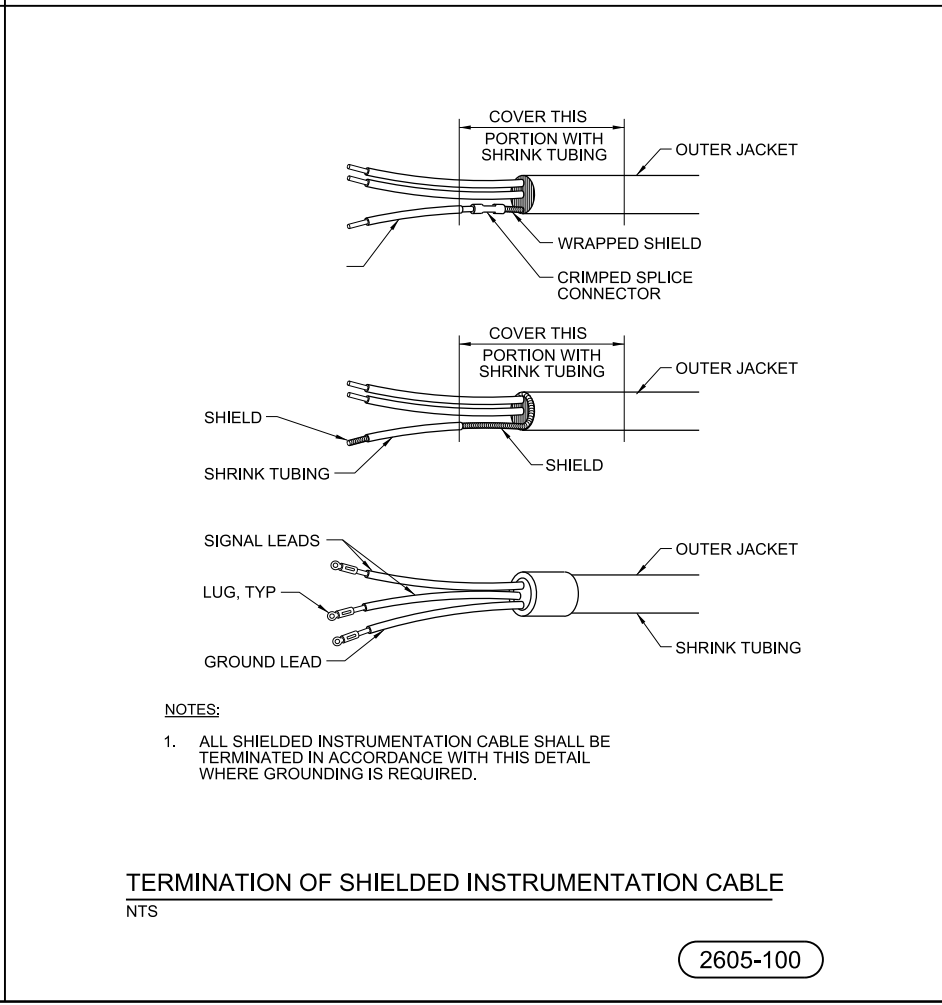 COVER THIS
PORTION WITH
SHRINK TUBING
OUTER JACKET
WRAPPED SHIELD
CRIMPED SPLICE
CONNECTOR
COVER THIS
PORTION WITH
SHRINK TUBING
OUTER JACKET
SHIELD
SHRINK TUBING
SHIELD
SIGNAL LEADS
OUTER JACKET
LUG, TYP
GROUND LEAD
SHRINK TUBING
NOTES:
1. ALL SHIELDED INSTRUMENTATION CABLE SHALL BE
TERMINATED IN ACCORDANCE WITH THIS DETAIL
WHERE GROUNDING IS REQUIRED.
TERMINATION OF SHIELDED INSTRUMENTATION CABLE
NTS
2605-100